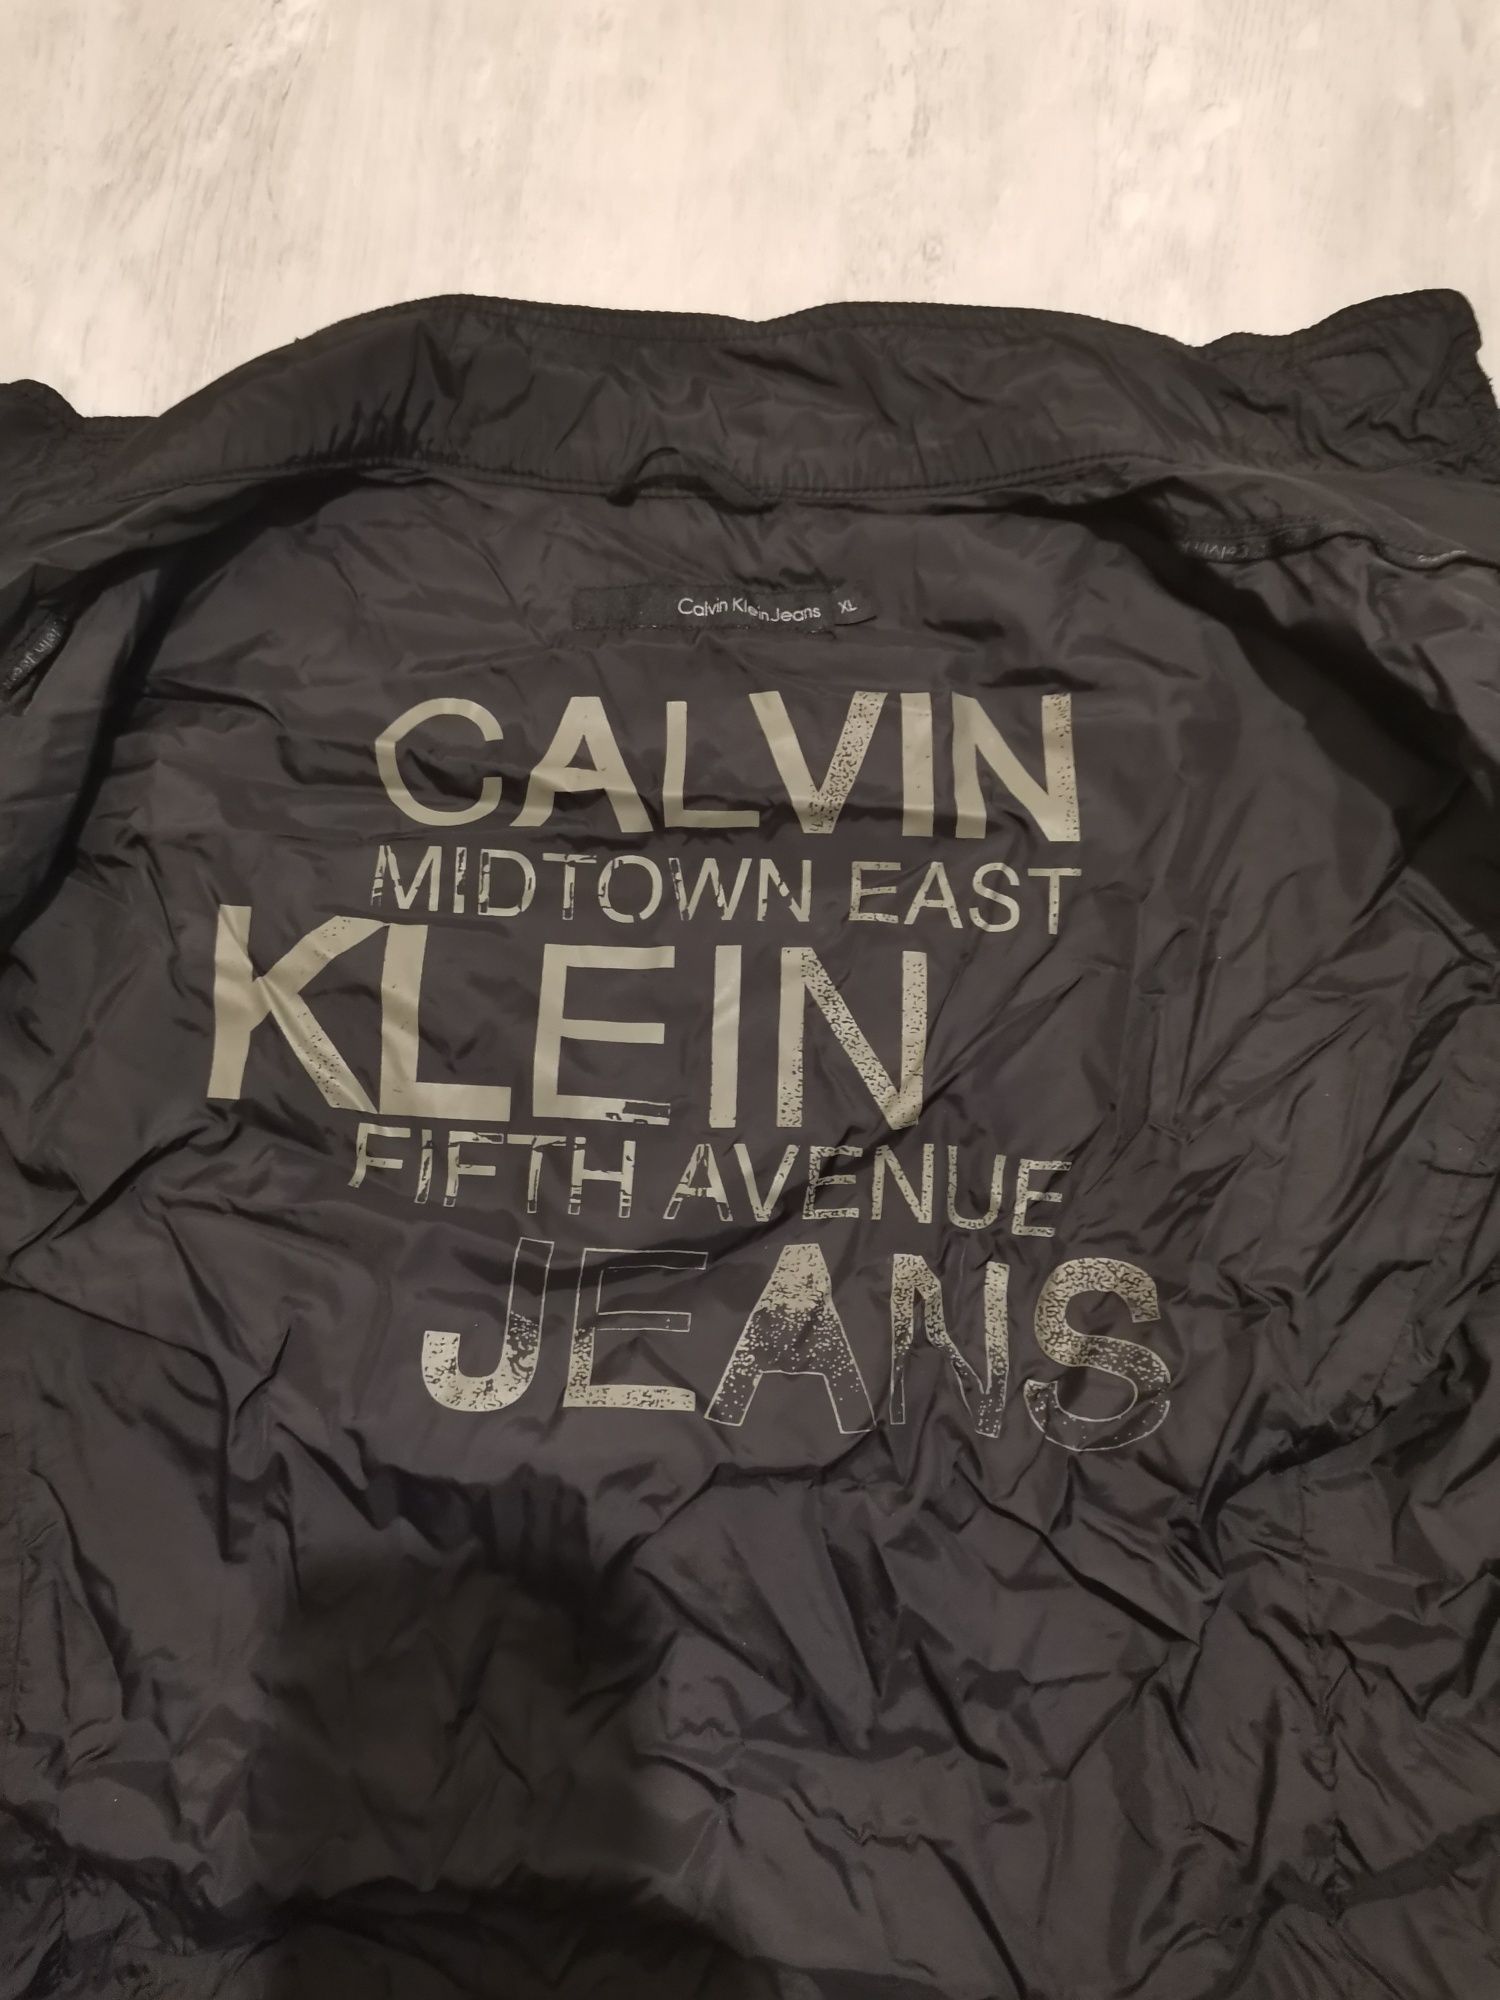 Calvin Klein Jeans XL
CALVIN
MIDTOWN EAST
KLEIN
FIFTH AVENUE
JEANS